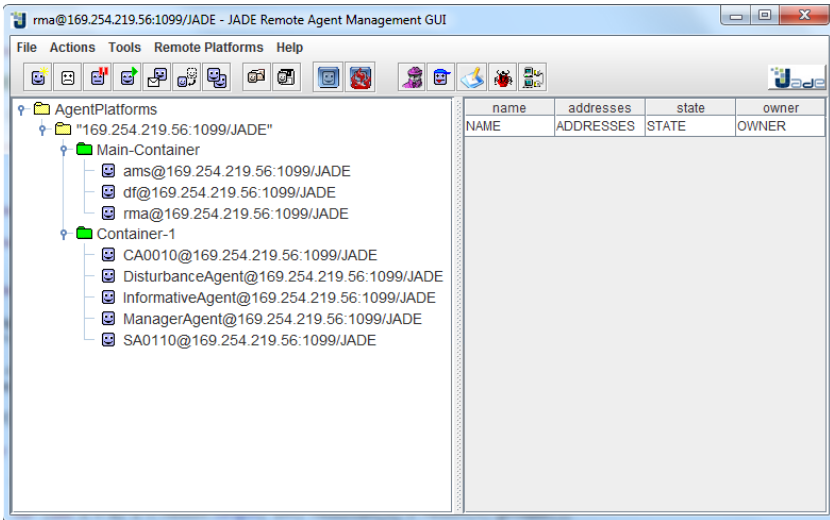 rma@169.254.219.56:1099/JADE - JADE Remote Agent Management GUI
File Actions Tools Remote Platforms Help
Jade
AgentPlatforms
"169.254.219.56:1099/JADE"
Main-Container
ams@169.254.219.56:1099/JADE
df@169.254.219.56:1099/JADE
rma@169.254.219.56:1099/JADE
Container-1
CA0010@169.254.219.56:1099/JADE
DisturbanceAgent@169.254.219.56:1099/JADE
InformativeAgent@169.254.219.56:1099/JADE
ManagerAgent@169.254.219.56:1099/JADE
SA0110@169.254.219.56:1099/JADE
name addresses state owner
NAME ADDRESSES STATE OWNER